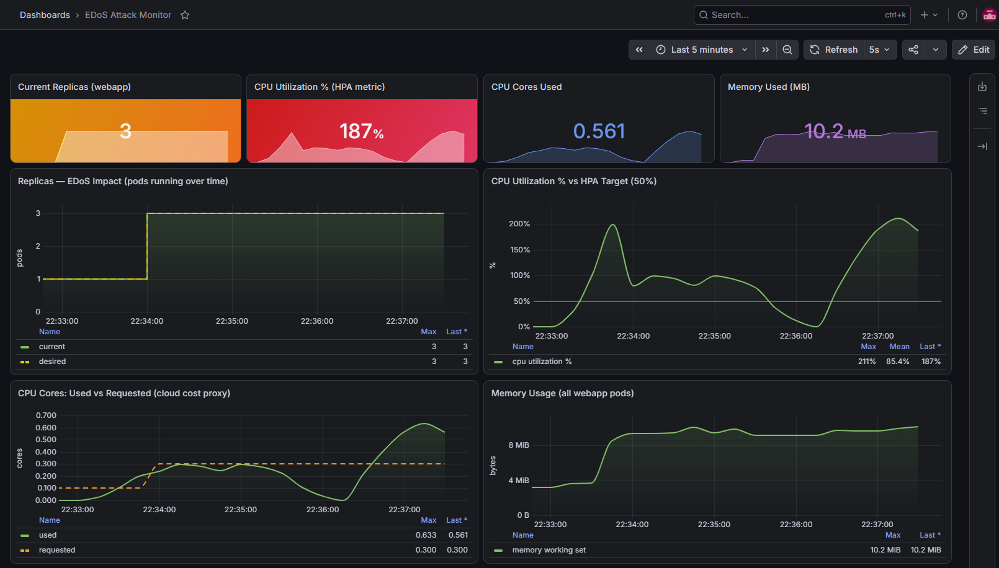 Dashboards › EDoS Attack Monitor
Search... ctrl+k
Last 5 minutes Refresh 5s Edit
Current Replicas (webapp)
3
CPU Utilization % (HPA metric)
187%
CPU Cores Used
0.561
Memory Used (MB)
10.2 MB
Replicas — EDoS Impact (pods running over time)
pods
3
2
1
0
22:33:00 22:34:00 22:35:00 22:36:00 22:37:00
Name Max Last *
current 3 3
desired 3 3
CPU Utilization % vs HPA Target (50%)
%
200%
150%
100%
50%
0%
22:33:00 22:34:00 22:35:00 22:36:00 22:37:00
Name Max Mean Last *
cpu utilization % 211% 85.4% 187%
CPU Cores: Used vs Requested (cloud cost proxy)
cores
0.700
0.600
0.500
0.400
0.300
0.200
0.100
0.000
22:33:00 22:34:00 22:35:00 22:36:00 22:37:00
Name Max Last *
used 0.633 0.561
requested 0.300 0.300
Memory Usage (all webapp pods)
bytes
8 MiB
4 MiB
0 B
22:33:00 22:34:00 22:35:00 22:36:00 22:37:00
Name Max Last *
memory working set 10.2 MiB 10.2 MiB